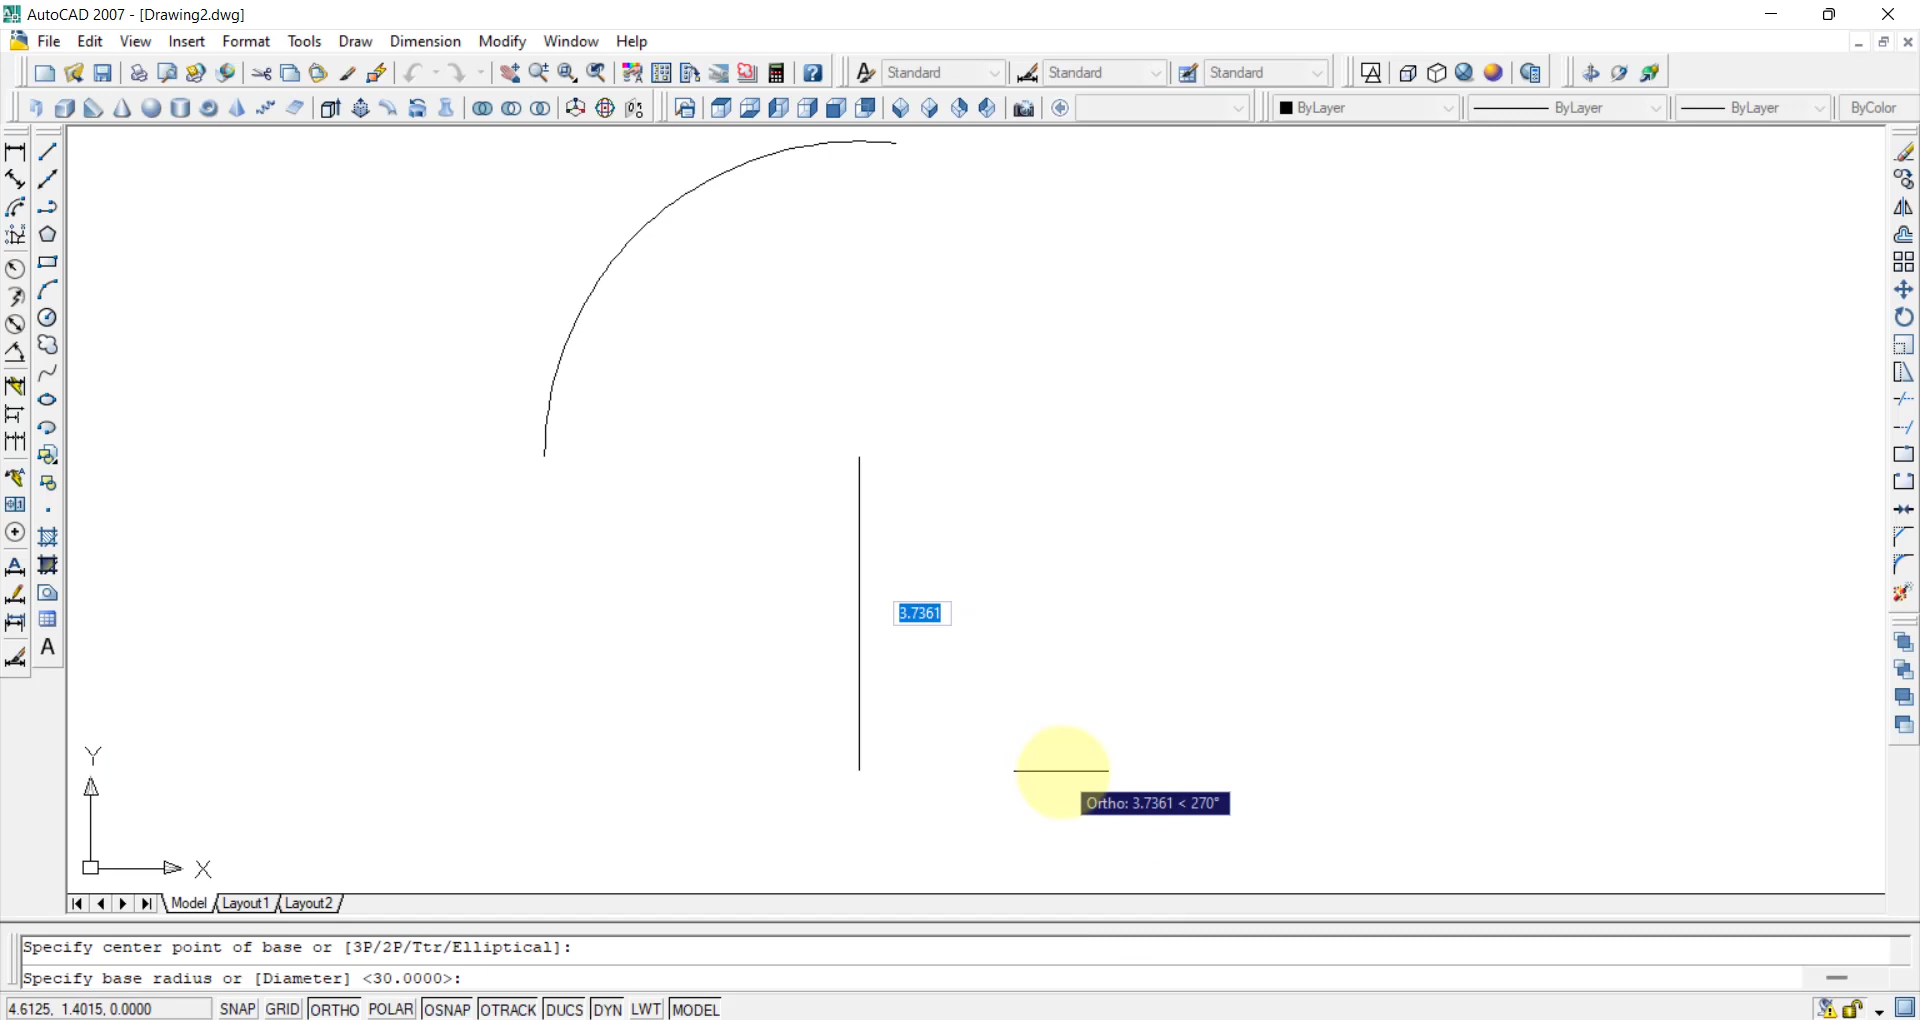 AutoCAD 2007 - [Drawing2.dwg]
File Edit View Insert Format Tools Draw Dimension Modify Window Help
Standard Standard Standard
ByLayer ByLayer ByLayer ByColor
3.7361
Ortho: 3.7361 < 270°
Y
X
Model Layout1 Layout2
Specify center point of base or [3P/2P/Ttr/Elliptical]:
Specify base radius or [Diameter] <30.0000>:
4.6125, 1.4015, 0.0000 SNAP GRID ORTHO POLAR OSNAP OTRACK DUCS DYN LWT MODEL